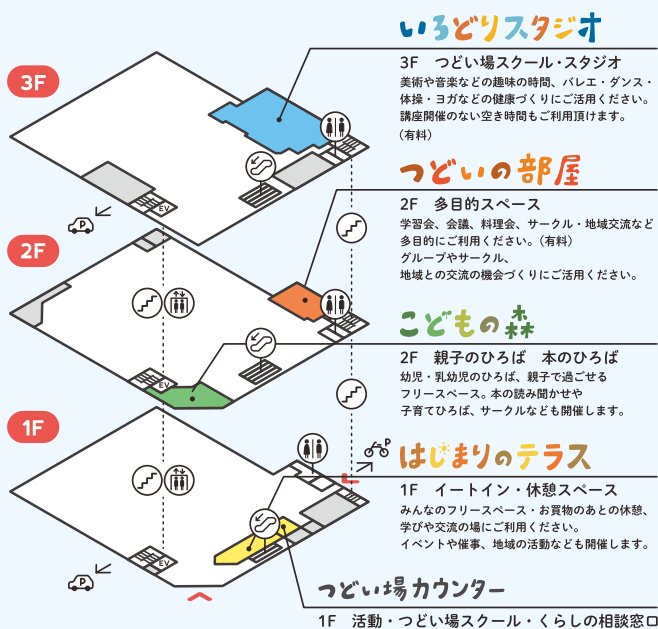 いろどりスタジオ
3F つどい場スクール・スタジオ
美術や音楽などの趣味の時間、バレエ・ダンス・
体操・ヨガなどの健康づくりにご活用ください。
講座開催のない空き時間もご利用頂けます。
(有料)
3F
EV
P
つどいの部屋
2F 多目的スペース
学習会、会議、料理会、サークル・地域交流など
多目的にご利用ください。(有料)
グループやサークル、
地域との交流の機会づくりにご活用ください。
2F
EV
こどもの森
2F 親子のひろば 本のひろば
幼児・乳幼児のひろば、親子で過ごせる
フリースペース。本の読み聞かせや
子育てひろば、サークルなども開催します。
1F
P
EV
P
はじまりのテラス
1F イートイン・休憩スペース
みんなのフリースペース・お買物のあとの休憩、
学びや交流の場にご利用ください。
イベントや催事、地域の活動なども開催します。
つどい場カウンター
1F 活動・つどい場スクール・くらしの相談窓口